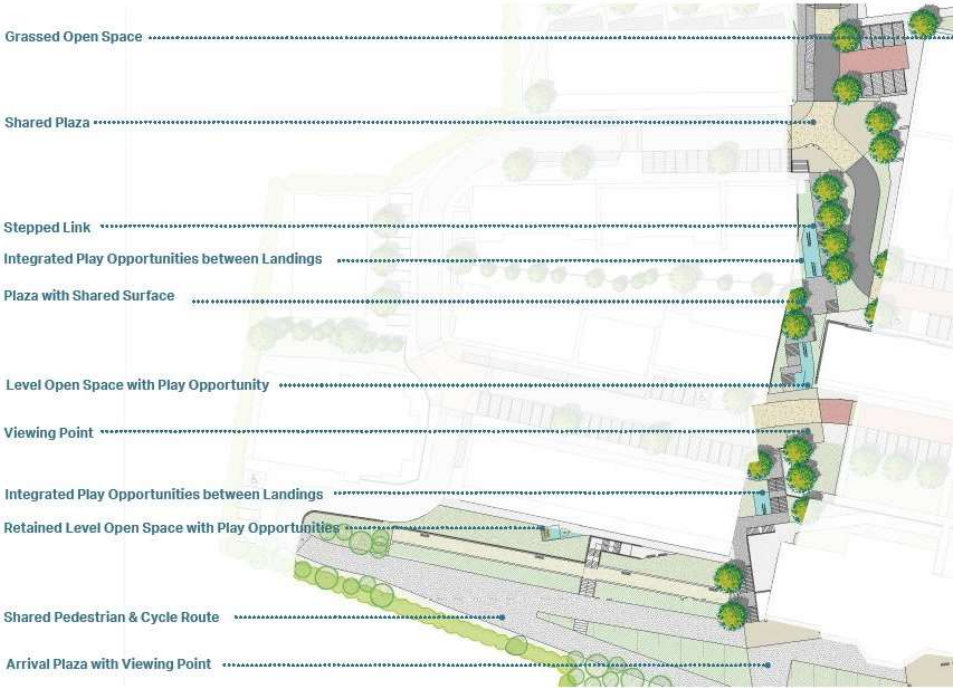 Grassed Open Space
Shared Plaza
Stepped Link
Integrated Play Opportunities between Landings
Plaza with Shared Surface
Level Open Space with Play Opportunity
Viewing Point
Integrated Play Opportunities between Landings
Retained Level Open Space with Play Opportunities
Shared Pedestrian & Cycle Route
Arrival Plaza with Viewing Point